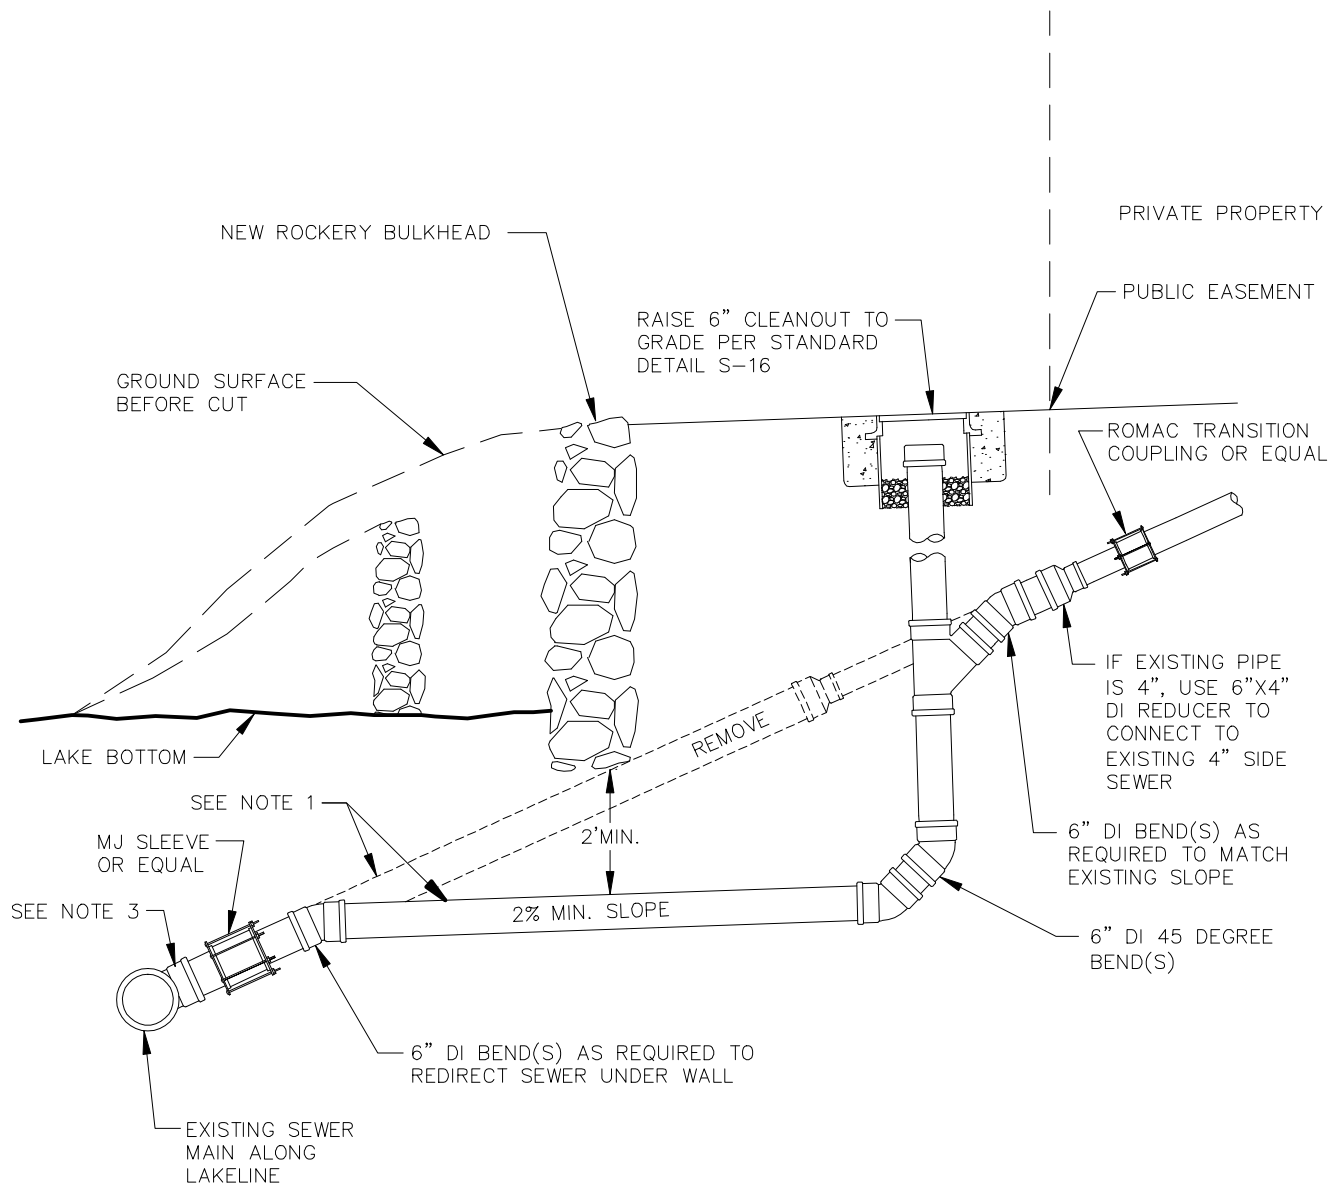 PRIVATE PROPERTY
NEW ROCKERY BULKHEAD
PUBLIC EASEMENT
RAISE 6” CLEANOUT TO
GRADE PER STANDARD
DETAIL S-16
GROUND SURFACE
BEFORE CUT
ROMAC TRANSITION
COUPLING OR EQUAL
IF EXISTING PIPE
IS 4”, USE 6”X4”
DI REDUCER TO
CONNECT TO
EXISTING 4” SIDE
SEWER
REMOVE
LAKE BOTTOM
SEE NOTE 1
2'MIN.
MJ SLEEVE
OR EQUAL
6” DI BEND(S) AS
REQUIRED TO MATCH
EXISTING SLOPE
SEE NOTE 3
2% MIN. SLOPE
6” DI 45 DEGREE
BEND(S)
6” DI BEND(S) AS REQUIRED TO
REDIRECT SEWER UNDER WALL
EXISTING SEWER
MAIN ALONG
LAKELINE